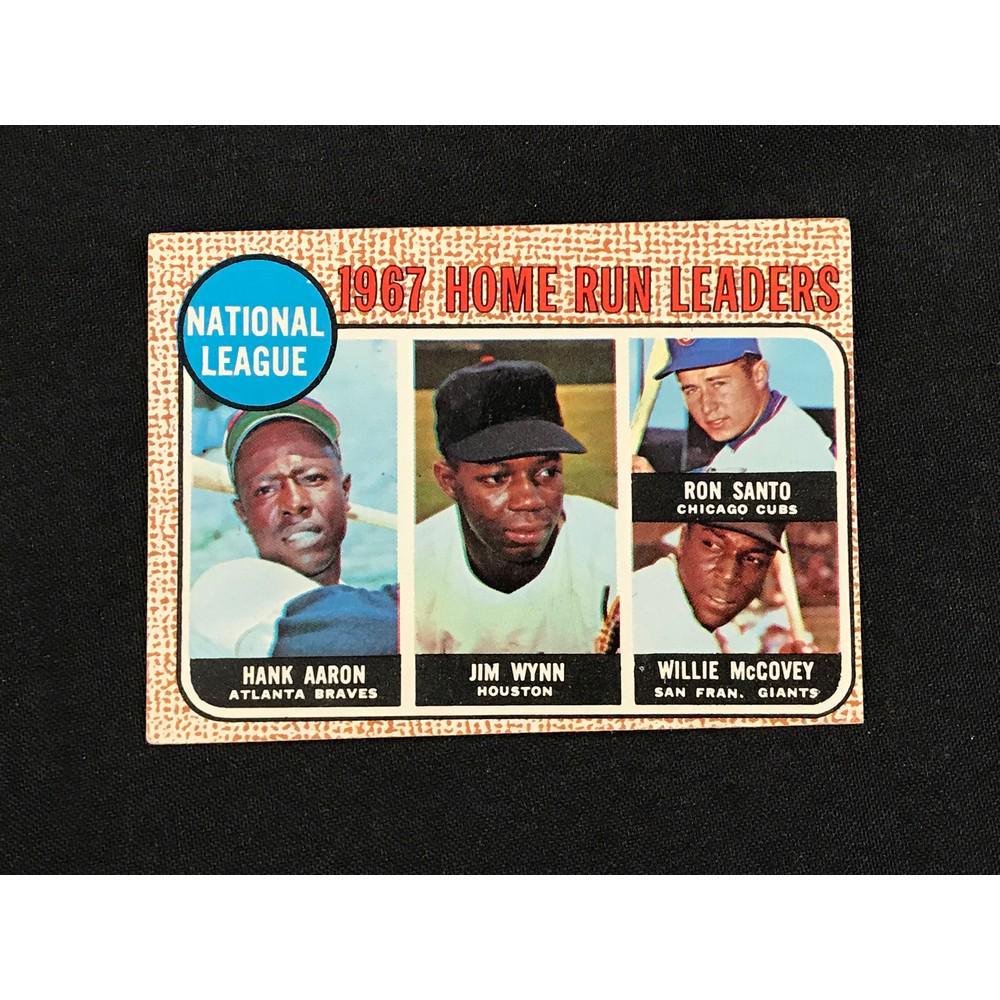 NATIONAL
LEAGUE
1967 HOME RUN LEADERS
HANK AARON
ATLANTA BRAVES
JIM WYNN
HOUSTON
RON SANTO
CHICAGO CUBS
WILLIE McCOVEY
SAN FRAN. GIANTS